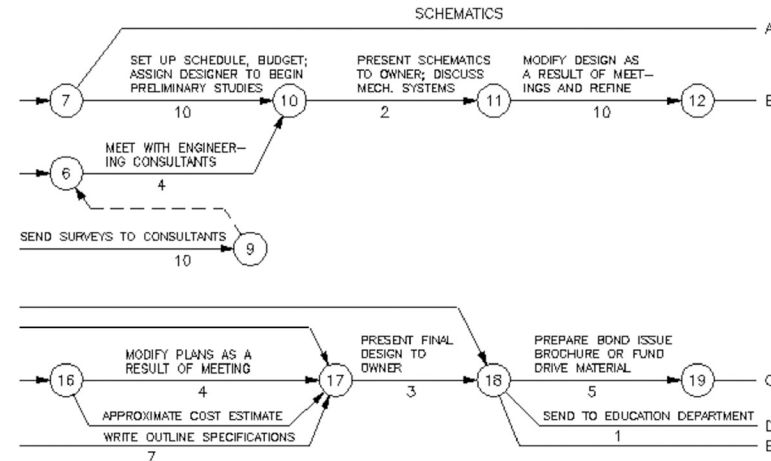 SCHEMATICS
A
SET UP SCHEDULE, BUDGET;
ASSIGN DESIGNER TO BEGIN
PRELIMINARY STUDIES
PRESENT SCHEMATICS
TO OWNER; DISCUSS
MECH. SYSTEMS
MODIFY DESIGN AS
A RESULT OF MEET-
INGS AND REFINE
7
10
10
2
11
10
12
MEET WITH ENGINEER-
ING CONSULTANTS
6
4
SEND SURVEYS TO CONSULTANTS
10
9
MODIFY PLANS AS A
RESULT OF MEETING
PRESENT FINAL
DESIGN TO
OWNER
PREPARE BOND ISSUE
BROCHURE OR FUND
DRIVE MATERIAL
16
4
17
3
18
5
19
APPROXIMATE COST ESTIMATE
SEND TO EDUCATION DEPARTMENT
1
WRITE OUTLINE SPECIFICATIONS
7